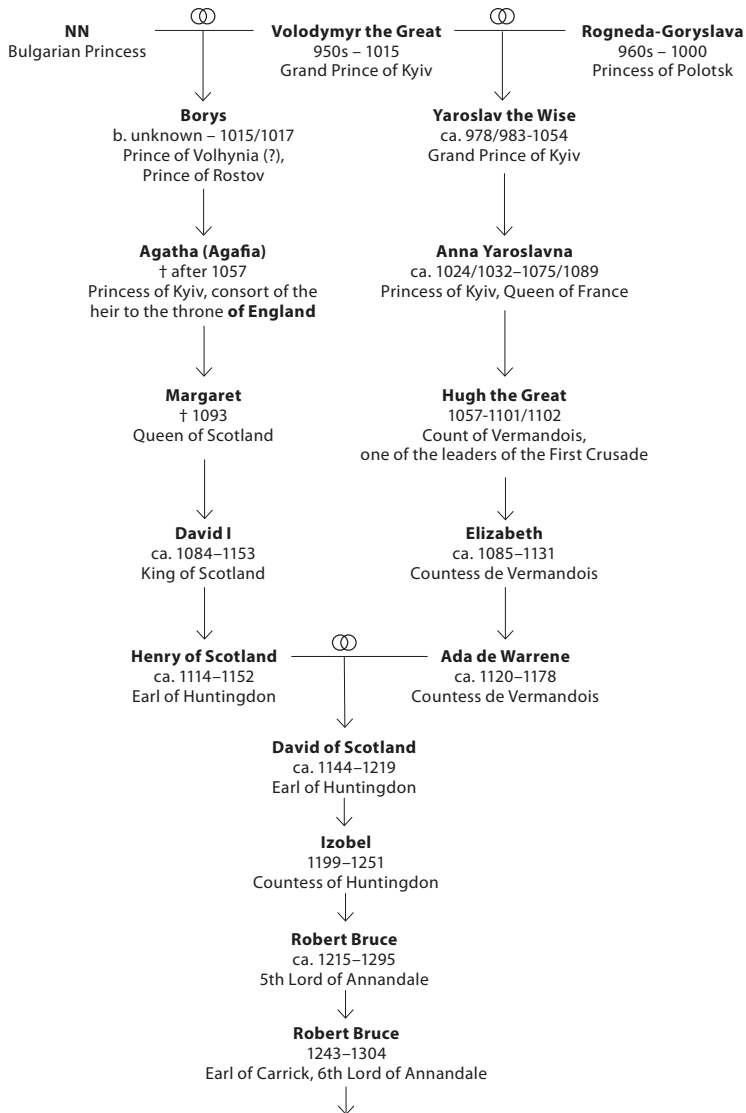 NN
Bulgarian Princess
Volodymyr the Great
950s – 1015
Grand Prince of Kyiv
Rogneda-Goryslava
960s – 1000
Princess of Polotsk
Borys
b. unknown – 1015/1017
Prince of Volhynia (?),
Prince of Rostov
Yaroslav the Wise
ca. 978/983-1054
Grand Prince of Kyiv
Agatha (Agafia)
† after 1057
Princess of Kyiv, consort of the
heir to the throne of England
Anna Yaroslavna
ca. 1024/1032–1075/1089
Princess of Kyiv, Queen of France
Margaret
† 1093
Queen of Scotland
Hugh the Great
1057-1101/1102
Count of Vermandois,
one of the leaders of the First Crusade
David I
ca. 1084–1153
King of Scotland
Elizabeth
ca. 1085–1131
Countess de Vermandois
Henry of Scotland
ca. 1114–1152
Earl of Huntingdon
Ada de Warrene
ca. 1120–1178
Countess de Vermandois
David of Scotland
ca. 1144–1219
Earl of Huntingdon
Izobel
1199–1251
Countess of Huntingdon
Robert Bruce
ca. 1215–1295
5th Lord of Annandale
Robert Bruce
1243–1304
Earl of Carrick, 6th Lord of Annandale